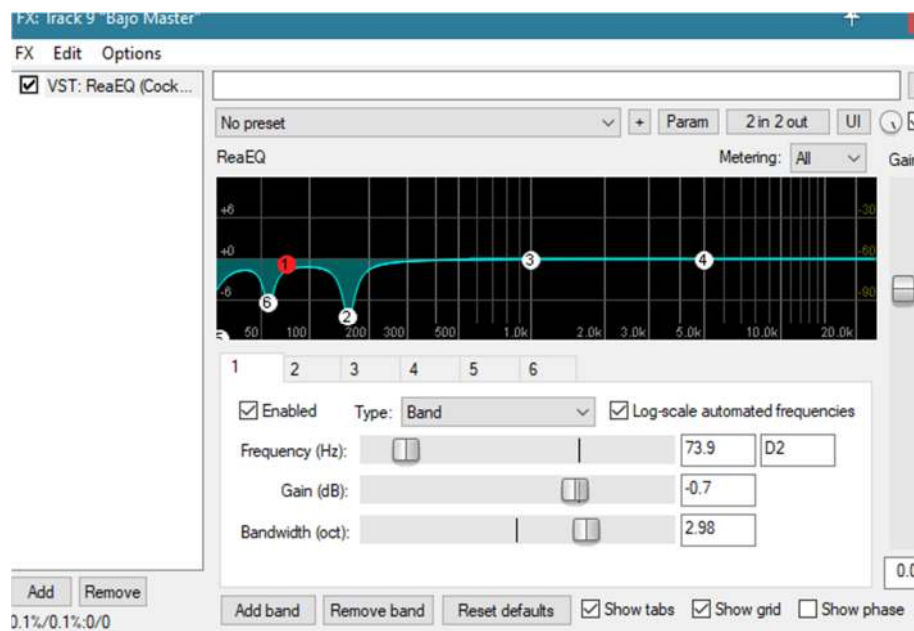 FX: Track 9 "Bajo Master"
FX Edit Options
VST: ReaEQ (Cock...
No preset + Param 2 in 2 out UI
ReaEQ Metering: All Gain
+6 -30
+0 -60
-6 -90
1 6 2 3 4 5
50 100 200 300 500 1.0k 2.0k 3.0k 5.0k 10.0k 20.0k
1 2 3 4 5 6
Enabled Type: Band Log-scale automated frequencies
Frequency (Hz): 73.9 D2
Gain (dB): -0.7
Bandwidth (oct): 2.98
0.0
Add Remove
Add band Remove band Reset defaults Show tabs Show grid Show phase
0.1%/0.1%:0/0